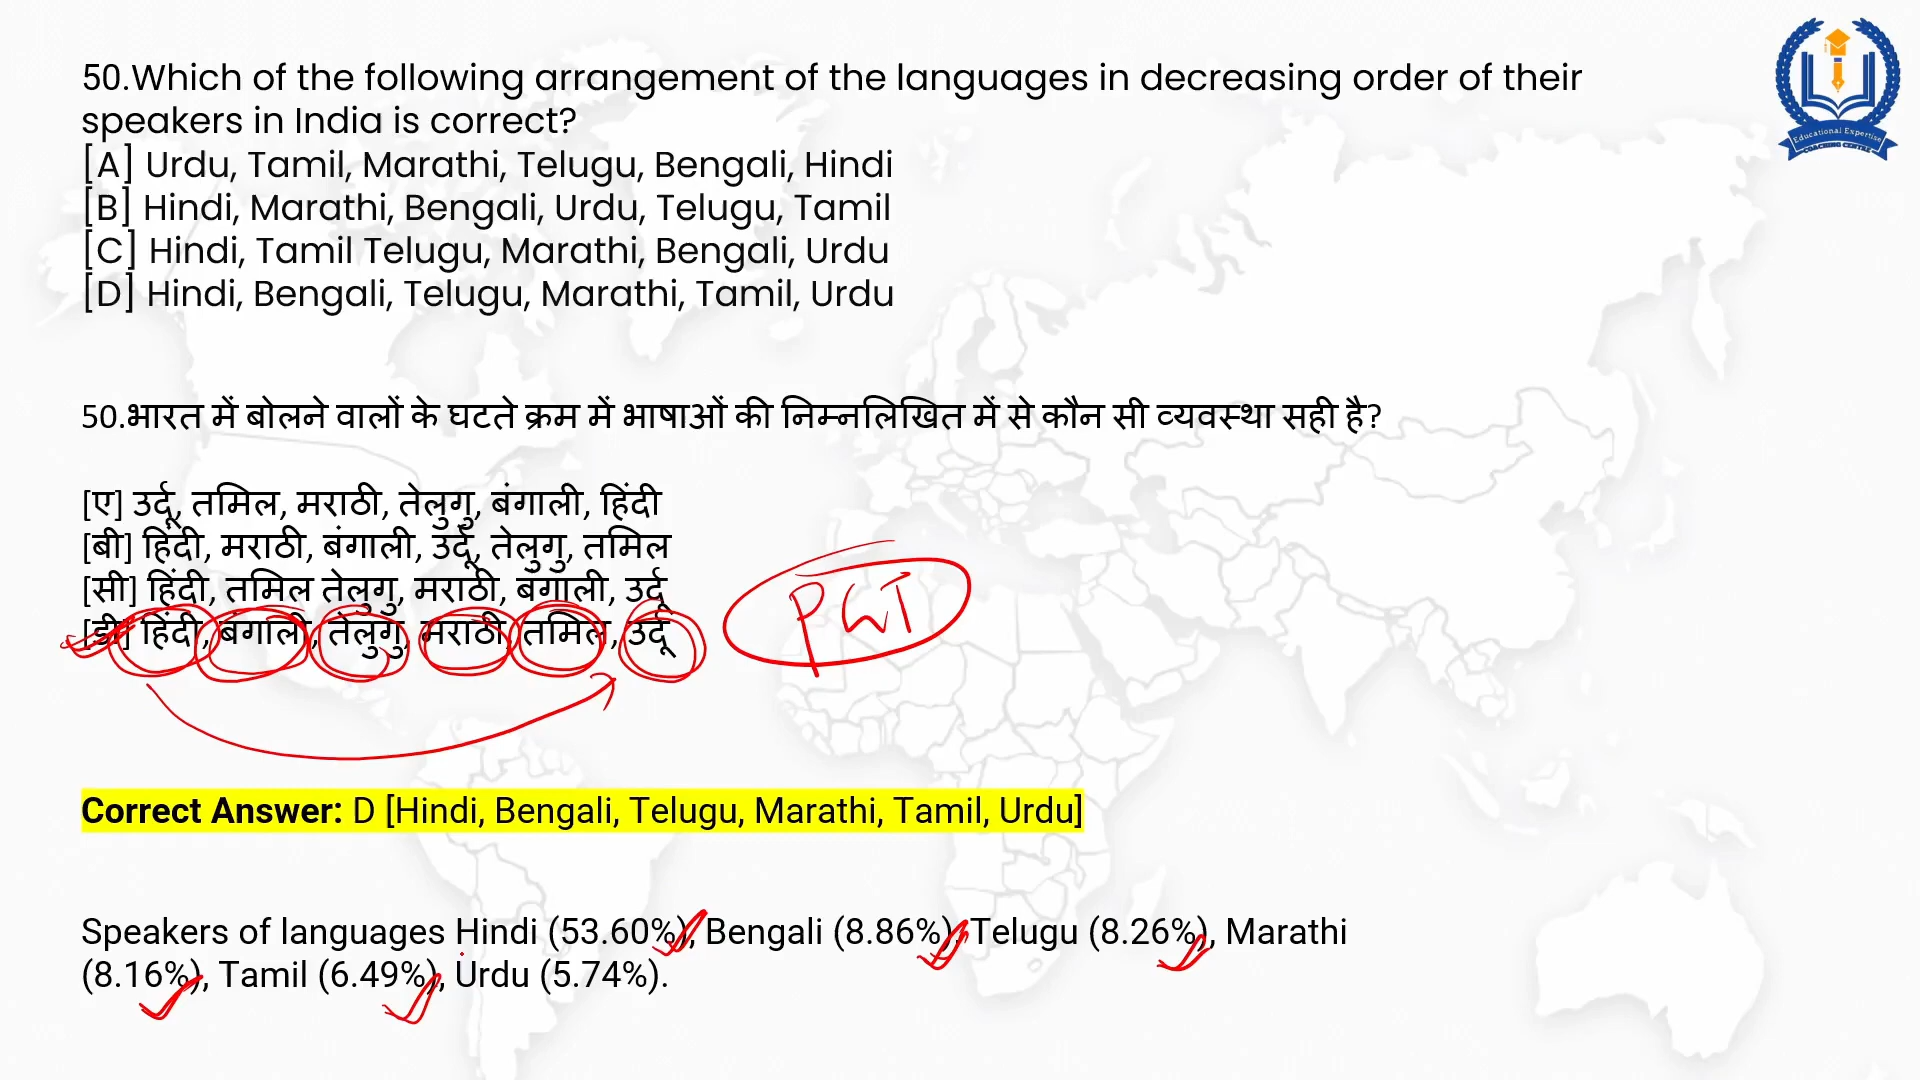 50.Which of the following arrangement of the languages in decreasing order of their
speakers in India is correct?
[A] Urdu, Tamil, Marathi, Telugu, Bengali, Hindi
[B] Hindi, Marathi, Bengali, Urdu, Telugu, Tamil
[C] Hindi, Tamil Telugu, Marathi, Bengali, Urdu
[D] Hindi, Bengali, Telugu, Marathi, Tamil, Urdu
Educational Expertise
COACHING CENTRE
50.भारत में बोलने वालों के घटते क्रम में भाषाओं की निम्नलिखित में से कौन सी व्यवस्था सही है?
[ए] उर्दू, तमिल, मराठी, तेलुगु, बंगाली, हिंदी
[बी] हिंदी, मराठी, बंगाली, उर्दू, तेलुगु, तमिल
[सी] हिंदी, तमिल तेलुगु, मराठी, बंगाली, उर्दू
[डी] हिंदी, बंगाली, तेलुगु, मराठी, तमिल, उर्दू
Correct Answer: D [Hindi, Bengali, Telugu, Marathi, Tamil, Urdu]
Speakers of languages Hindi (53.60%), Bengali (8.86%), Telugu (8.26%), Marathi
(8.16%), Tamil (6.49%), Urdu (5.74%).